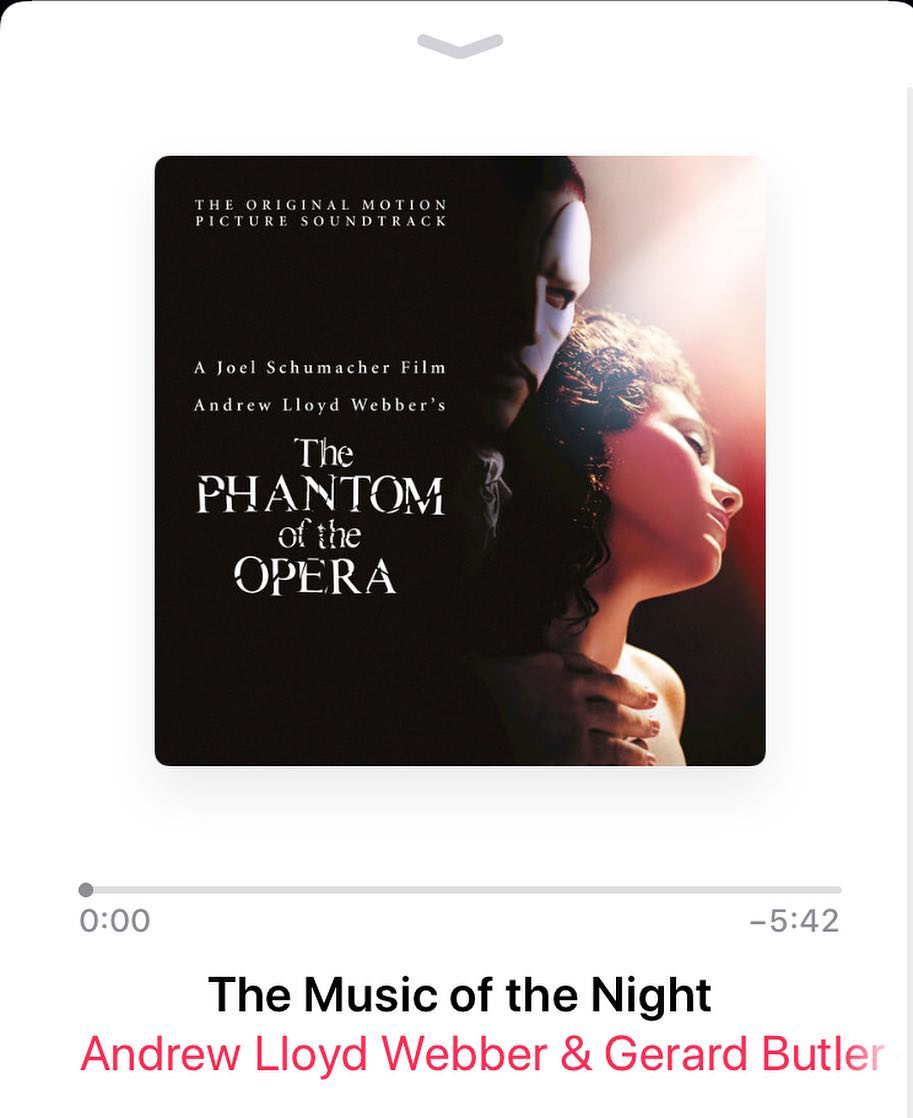 THE ORIGINAL MOTION
PICTURE SOUNDTRACK
A Joel Schumacher Film
Andrew Lloyd Webber’s
The
PHANTOM
of the
OPERA
0:00
−5:42
The Music of the Night
Andrew Lloyd Webber & Gerard Butler